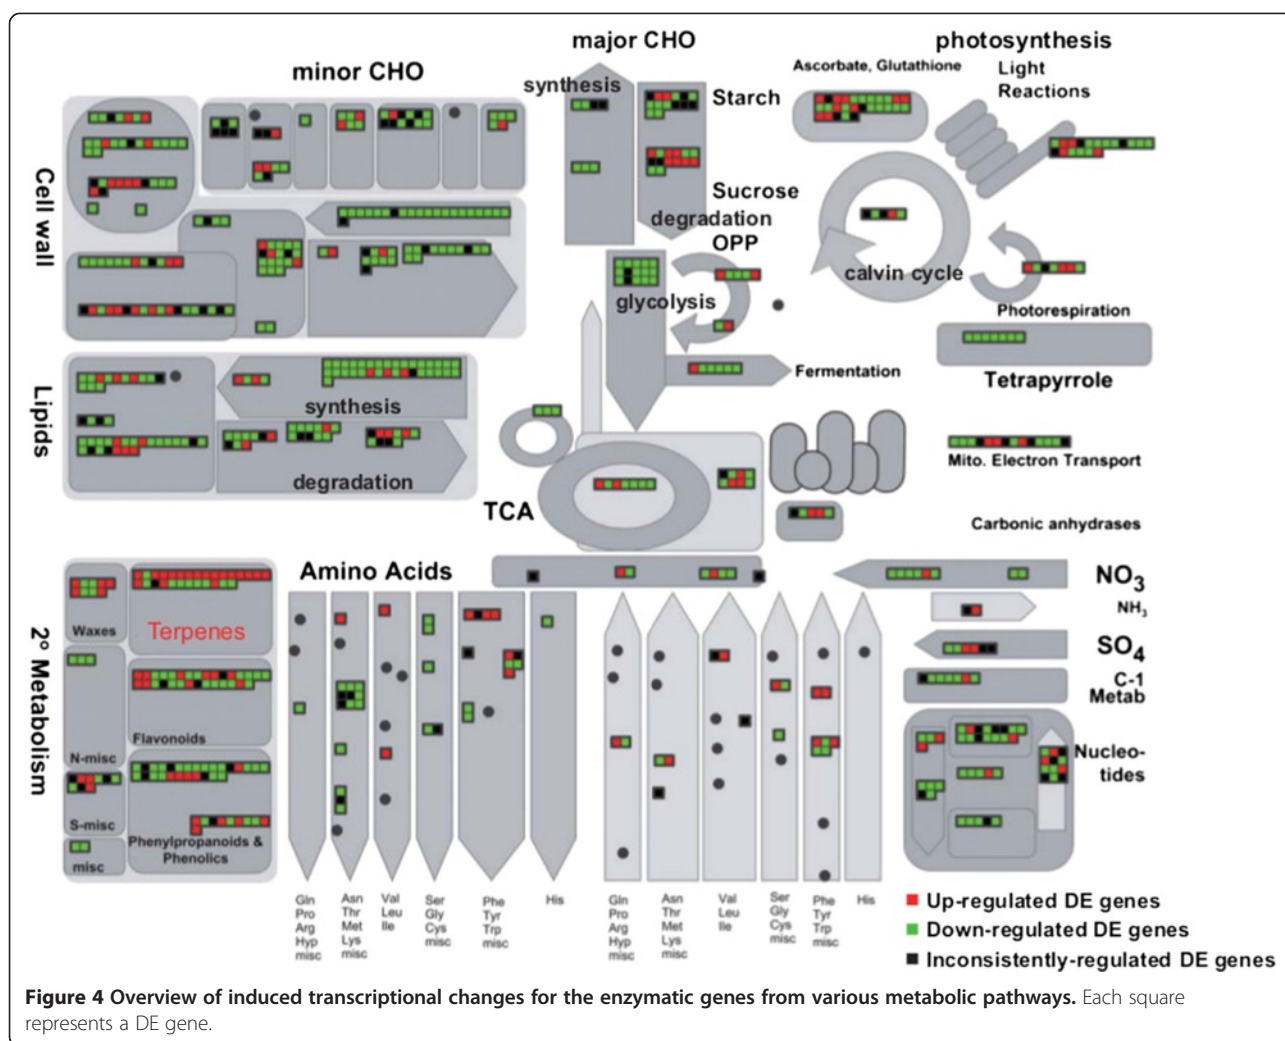 major CHO
photosynthesis
minor CHO
synthesis
Starch
Ascorbate, Glutathione
Light
Reactions
Cell wall
Sucrose
degradation
OPP
glycolysis
calvin cycle
Photorespiration
Fermentation
Tetrapyrrole
Lipids
synthesis
degradation
TCA
Mito. Electron Transport
Carbonic anhydrases
Amino Acids
2° Metabolism
Waxes
Terpenes
N-misc
Flavonoids
S-misc
Phenylpropanoids &
Phenolics
misc
NO3
NH3
SO4
C-1
Metab
Nucleo-
tides
Gln
Pro
Arg
Hyp
misc
Asn
Thr
Met
Lys
misc
Val
Leu
Ile
Ser
Gly
Cys
misc
Phe
Tyr
Trp
misc
His
Gln
Pro
Arg
Hyp
misc
Asn
Thr
Met
Lys
misc
Val
Leu
Ile
Ser
Gly
Cys
misc
Phe
Tyr
Trp
misc
His
Up-regulated DE genes
Down-regulated DE genes
Inconsistently-regulated DE genes
Figure 4 Overview of induced transcriptional changes for the enzymatic genes from various metabolic pathways. Each square
represents a DE gene.